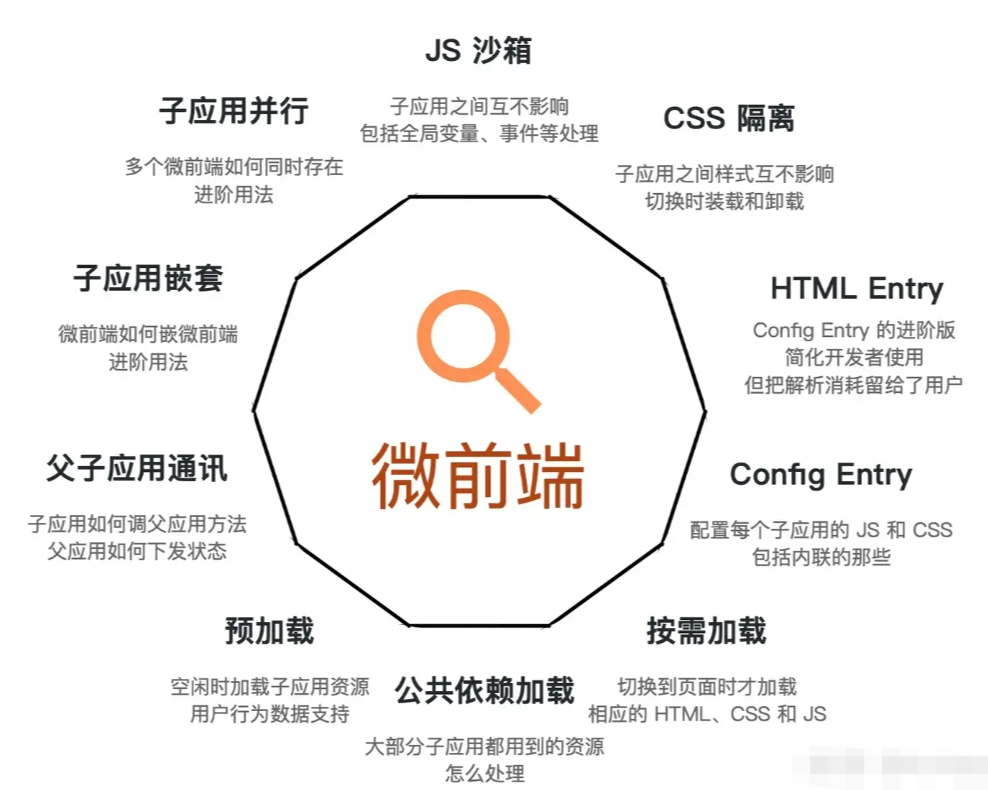 JS 沙箱
子应用之间互不影响
包括全局变量、事件等处理
CSS 隔离
子应用之间样式互不影响
切换时装载和卸载
HTML Entry
Config Entry 的进阶版
简化开发者使用
但把解析消耗留给了用户
Config Entry
配置每个子应用的 JS 和 CSS
包括内联的那些
按需加载
切换到页面时才加载
相应的 HTML、CSS 和 JS
公共依赖加载
大部分子应用都用到的资源
怎么处理
预加载
空闲时加载子应用资源
用户行为数据支持
父子应用通讯
子应用如何调父应用方法
父应用如何下发状态
子应用嵌套
微前端如何嵌微前端
进阶用法
子应用并行
多个微前端如何同时存在
进阶用法
微前端